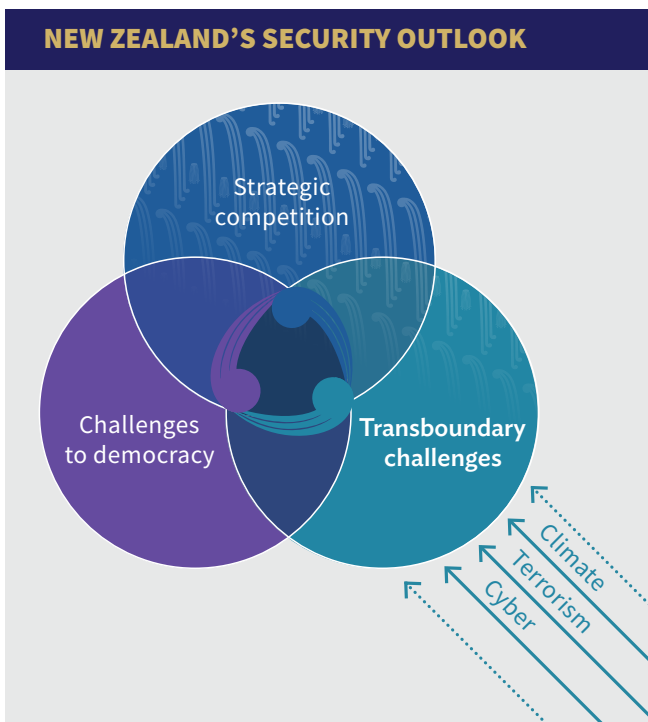 NEW ZEALAND’S SECURITY OUTLOOK
Strategic
competition
Challenges
to democracy
Transboundary
challenges
Climate
Terrorism
Cyber